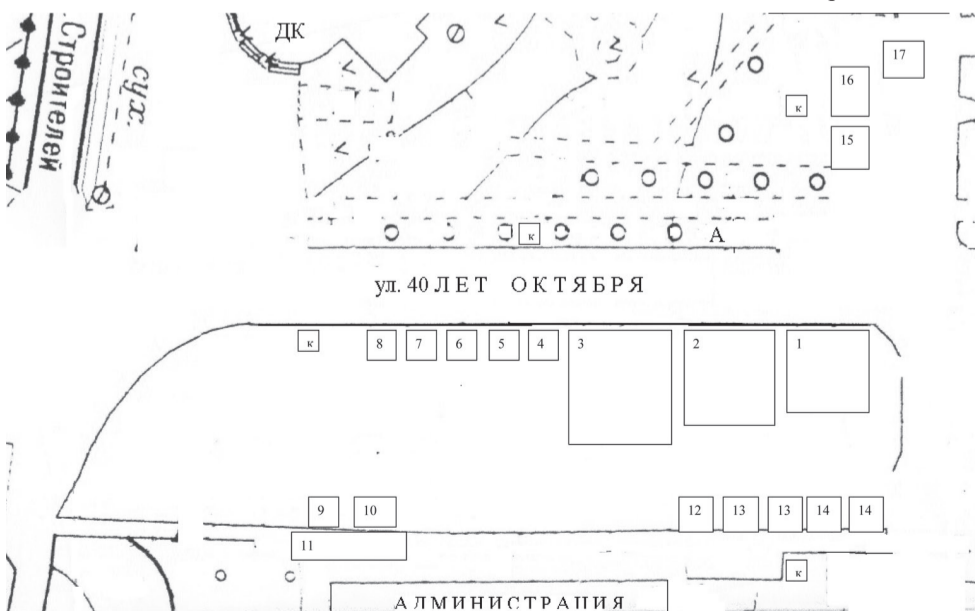 ДК
17
16
к
15
Строителей
сух.
к
А
ул. 40 ЛЕТ ОКТЯБРЯ
к
8
7
6
5
4
3
2
1
9
10
12
13
13
14
14
11
к
АДМИНИСТРАЦИЯ